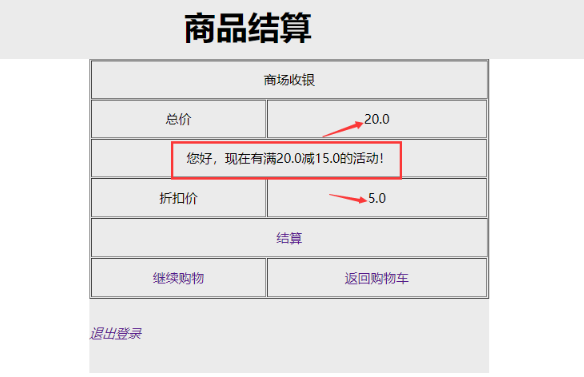 商品结算
商场收银
总价 20.0
您好，现在有满20.0减15.0的活动！
折扣价 5.0
结算
继续购物 返回购物车
退出登录